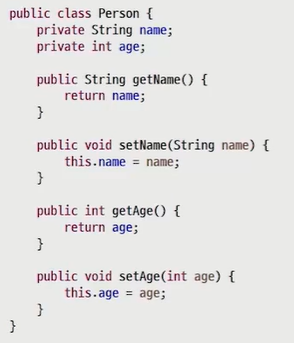 public class Person {
    private String name;
    private int age;

    public String getName() {
        return name;
    }

    public void setName(String name) {
        this.name = name;
    }

    public int getAge() {
        return age;
    }

    public void setAge(int age) {
        this.age = age;
    }
}